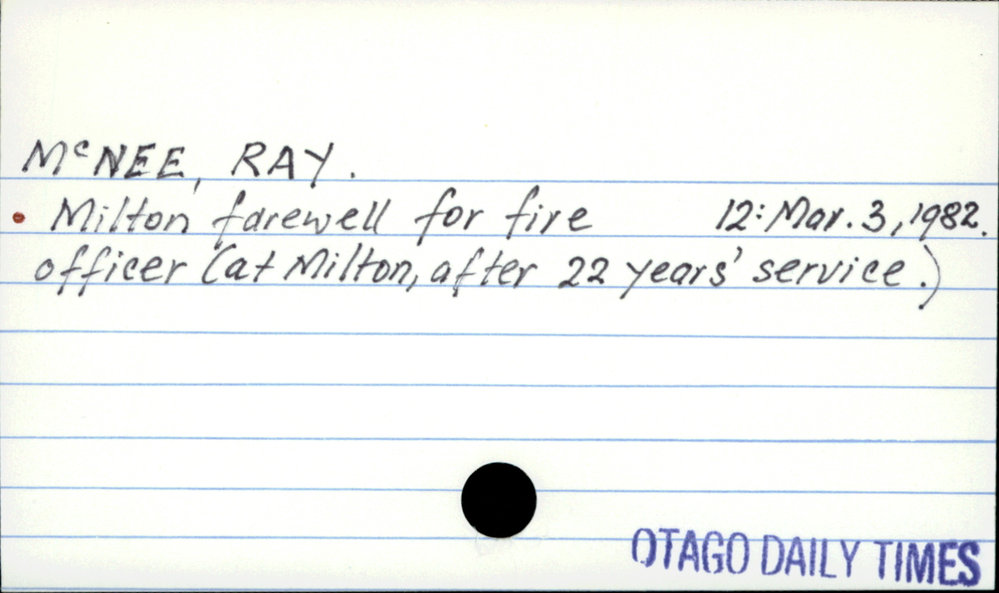 McNEE, RAY.
Milton farewell for fire 12: Mar. 3, 1982.
officer (at Milton, after 22 years' service.)
OTAGO DAILY TIMES